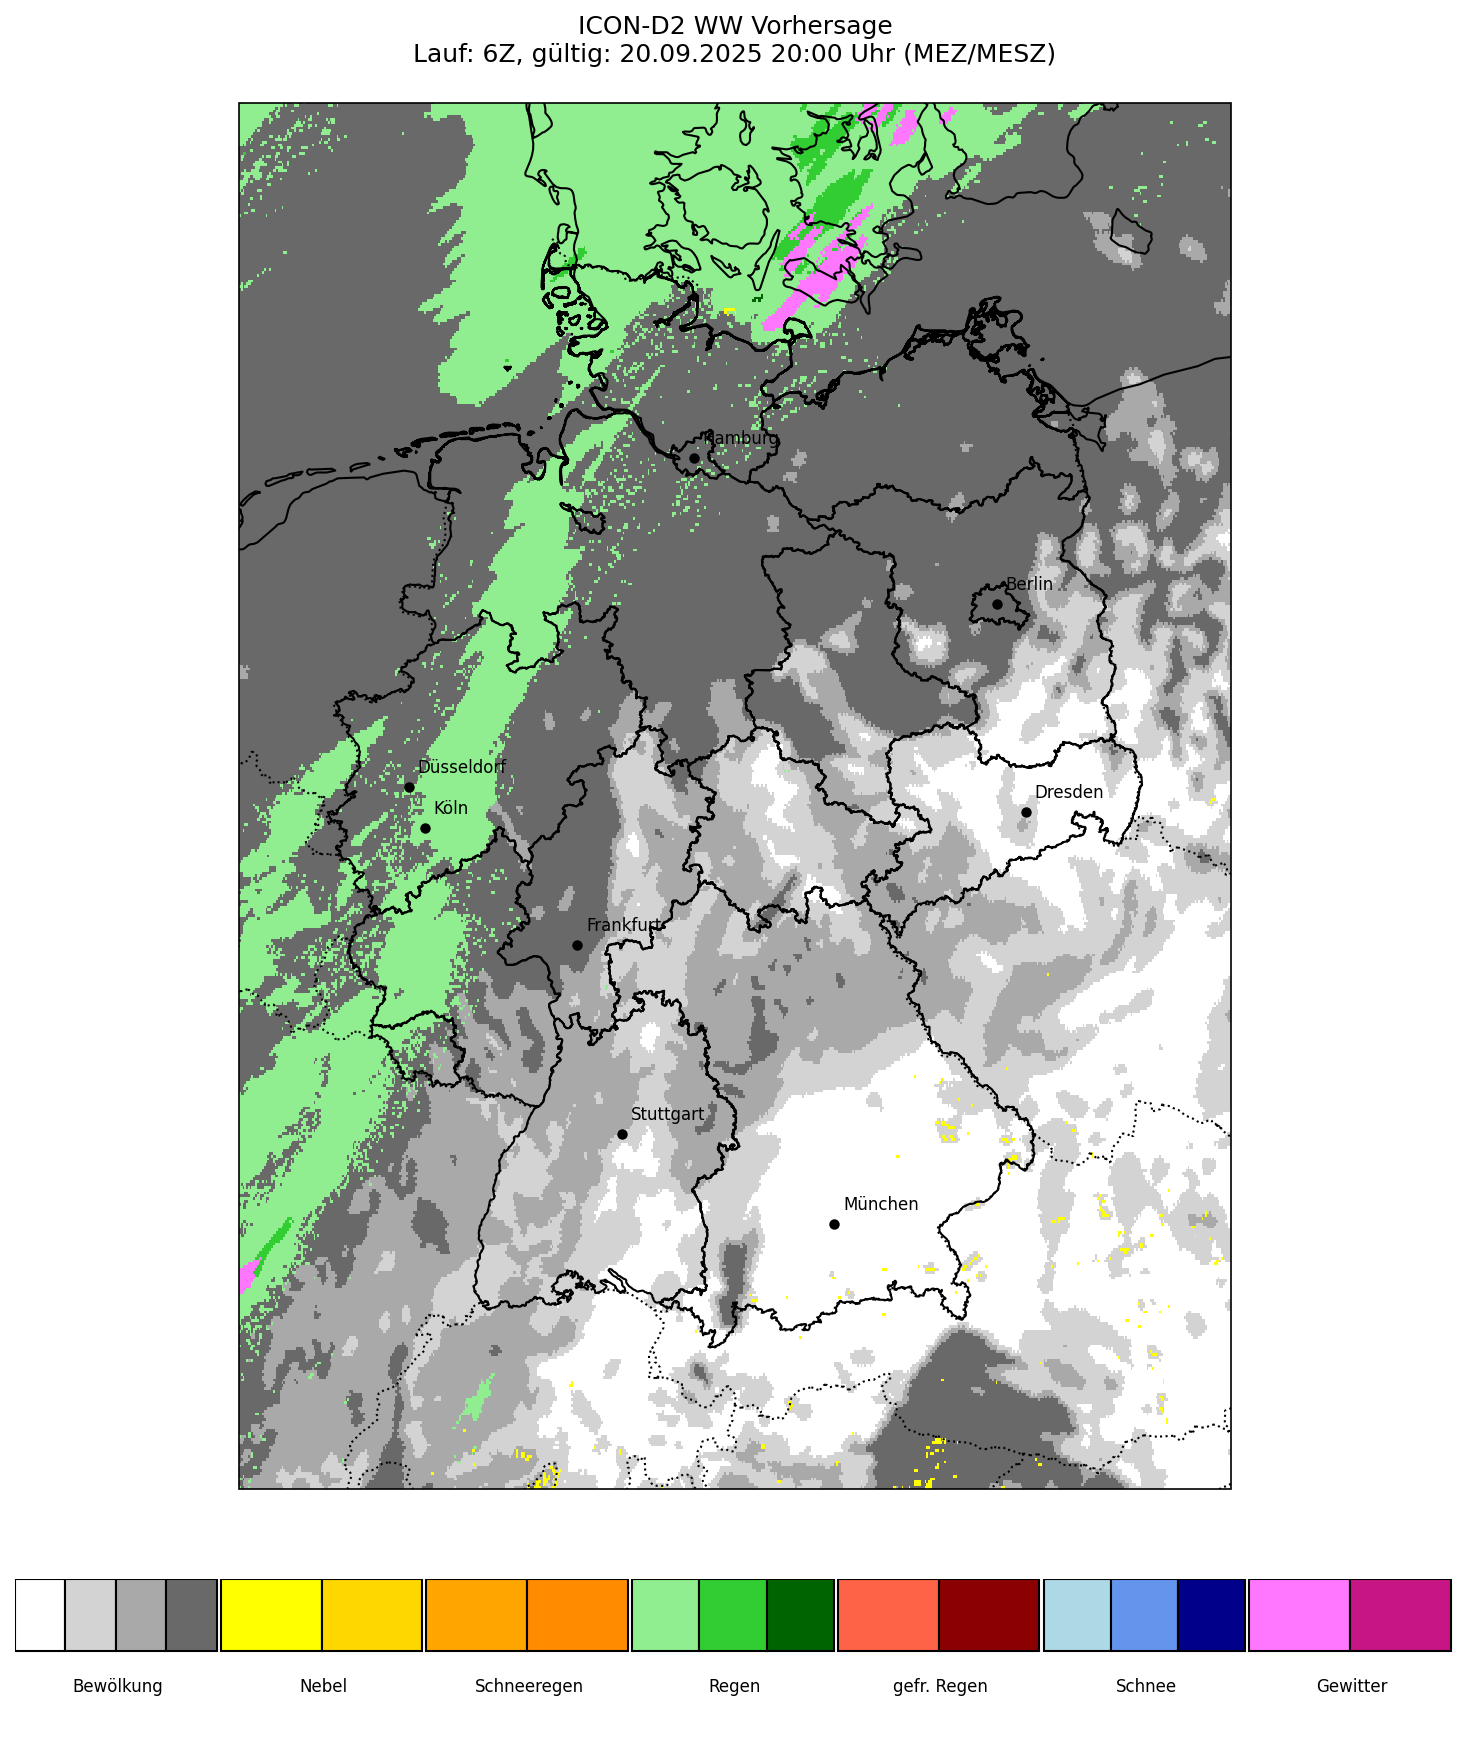 ICON-D2 WW Vorhersage
Lauf: 6Z, gültig: 20.09.2025 20:00 Uhr (MEZ/MESZ)
Hamburg
Berlin
Düsseldorf
Köln
Dresden
Frankfurt
Stuttgart
München
Bewölkung
Nebel
Schneeregen
Regen
gefr. Regen
Schnee
Gewitter